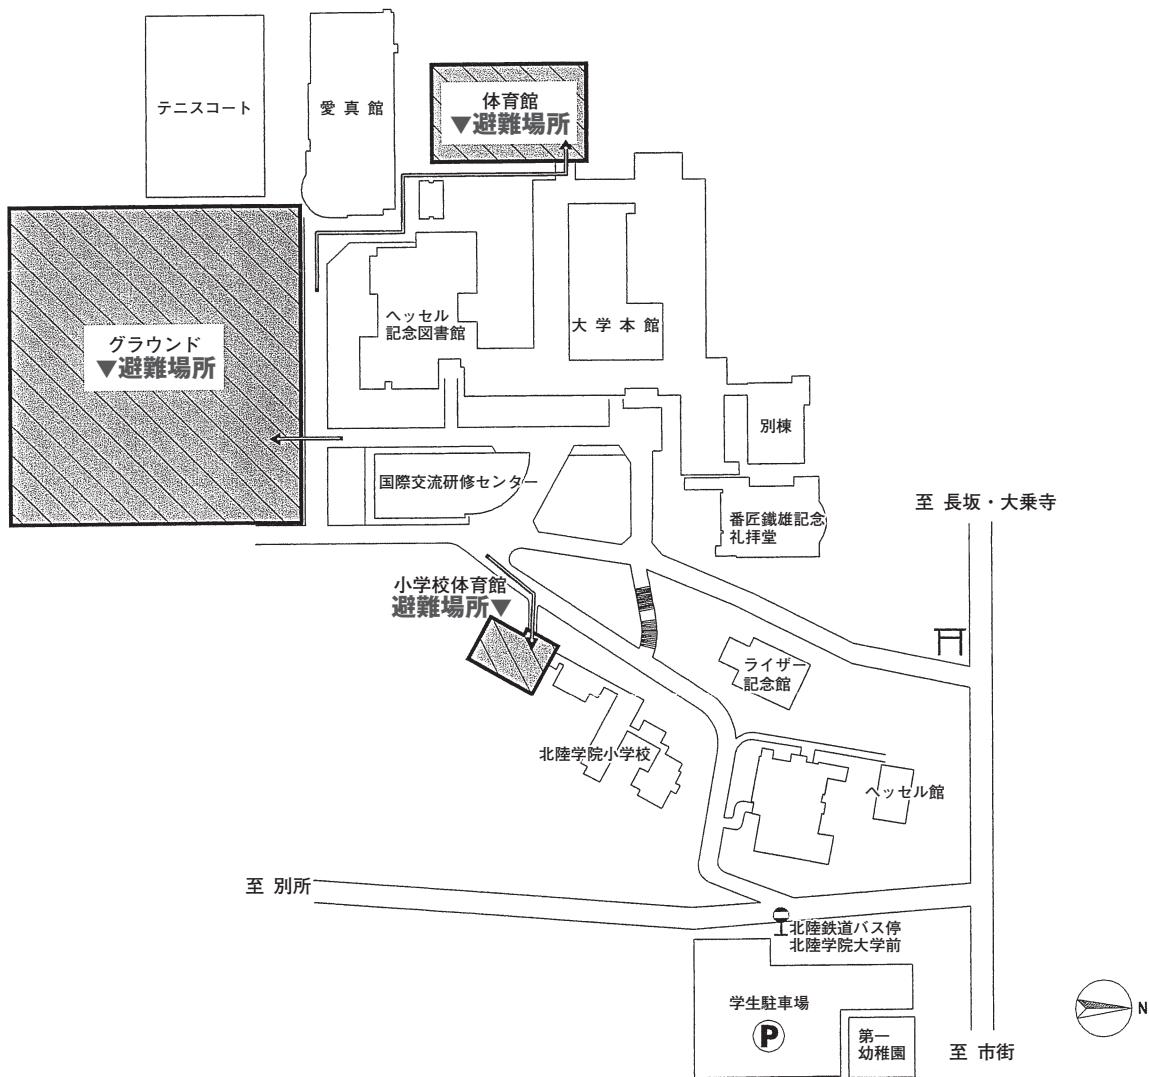 テニスコート
愛真館
体育館
▼避難場所
グラウンド
▼避難場所
ヘッセル
記念図書館
大学本館
別棟
国際交流研修センター
番匠鐵雄記念
礼拝堂
至 長坂・大乗寺
小学校体育館
避難場所▼
ライザー
記念館
北陸学院小学校
ヘッセル館
至 別所
北陸鉄道バス停
北陸学院大学前
学生駐車場
P
第一
幼稚園
至 市街
N